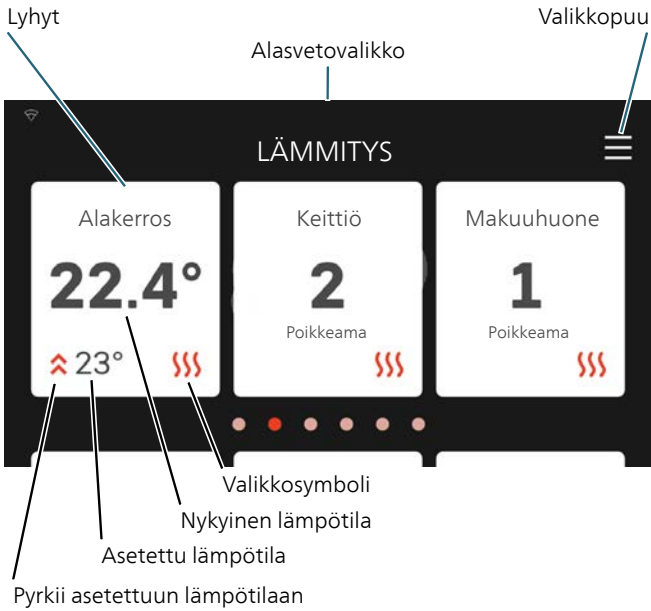 Lyhyt
Valikkopuu
Alasvetovalikko
LÄMMITYS
Alakerros
Keittiö
Makuuhuone
22.4°
2
1
Poikkeama
Poikkeama
23°
Valikkosymboli
Nykyinen lämpötila
Asetettu lämpötila
Pyrkii asetettuun lämpötilaan